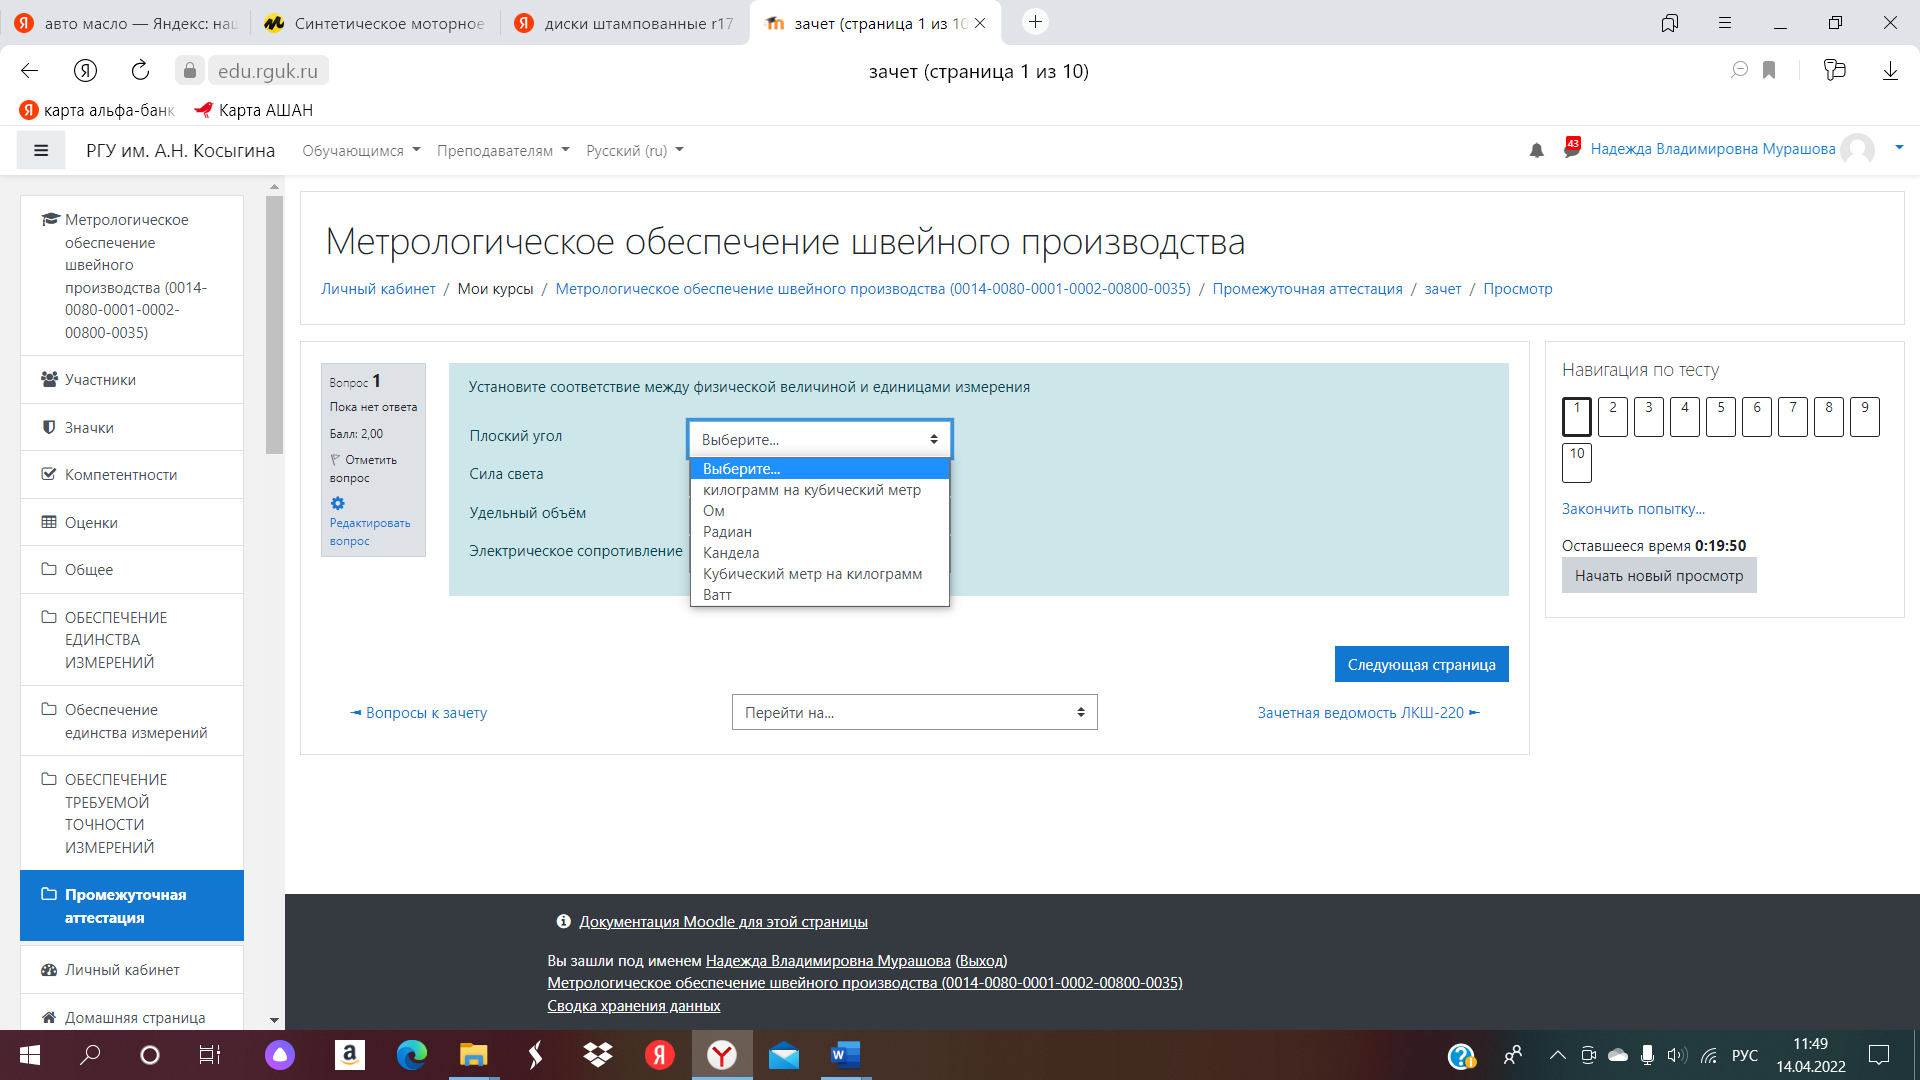 авто масло — Яндекс: наш
Синтетическое моторное
диски штампованные r17
зачет (страница 1 из 10
edu.rguk.ru
зачет (страница 1 из 10)
карта альфа-банк
Карта АШАН
РГУ им. А.Н. Косыгина
Обучающимся
Преподавателям
Русский (ru)
43
Надежда Владимировна Мурашова
Метрологическое
обеспечение
швейного
производства (0014-
0080-0001-0002-
00800-0035)
Участники
Значки
Компетентности
Оценки
Общее
ОБЕСПЕЧЕНИЕ
ЕДИНСТВА
ИЗМЕРЕНИЙ
Обеспечение
единства измерений
ОБЕСПЕЧЕНИЕ
ТРЕБУЕМОЙ
ТОЧНОСТИ
ИЗМЕРЕНИЙ
Промежуточная
аттестация
Личный кабинет
Домашняя страница
Метрологическое обеспечение швейного производства
Личный кабинет / Мои курсы / Метрологическое обеспечение швейного производства (0014-0080-0001-0002-00800-0035) / Промежуточная аттестация / зачет / Просмотр
Вопрос 1
Пока нет ответа
Балл: 2,00
Отметить
вопрос
Редактировать
вопрос
Установите соответствие между физической величиной и единицами измерения
Плоский угол
Сила света
Удельный объём
Электрическое сопротивление
Выберите...
Выберите...
килограмм на кубический метр
Ом
Радиан
Кандела
Кубический метр на килограмм
Ватт
Следующая страница
◄ Вопросы к зачету
Перейти на...
Зачетная ведомость ЛКШ-220 ►
Навигация по тесту
1 2 3 4 5 6 7 8 9
10
Закончить попытку...
Оставшееся время 0:19:50
Начать новый просмотр
Документация Moodle для этой страницы
Вы зашли под именем Надежда Владимировна Мурашова (Выход)
Метрологическое обеспечение швейного производства (0014-0080-0001-0002-00800-0035)
Сводка хранения данных
РУС
11:49
14.04.2022